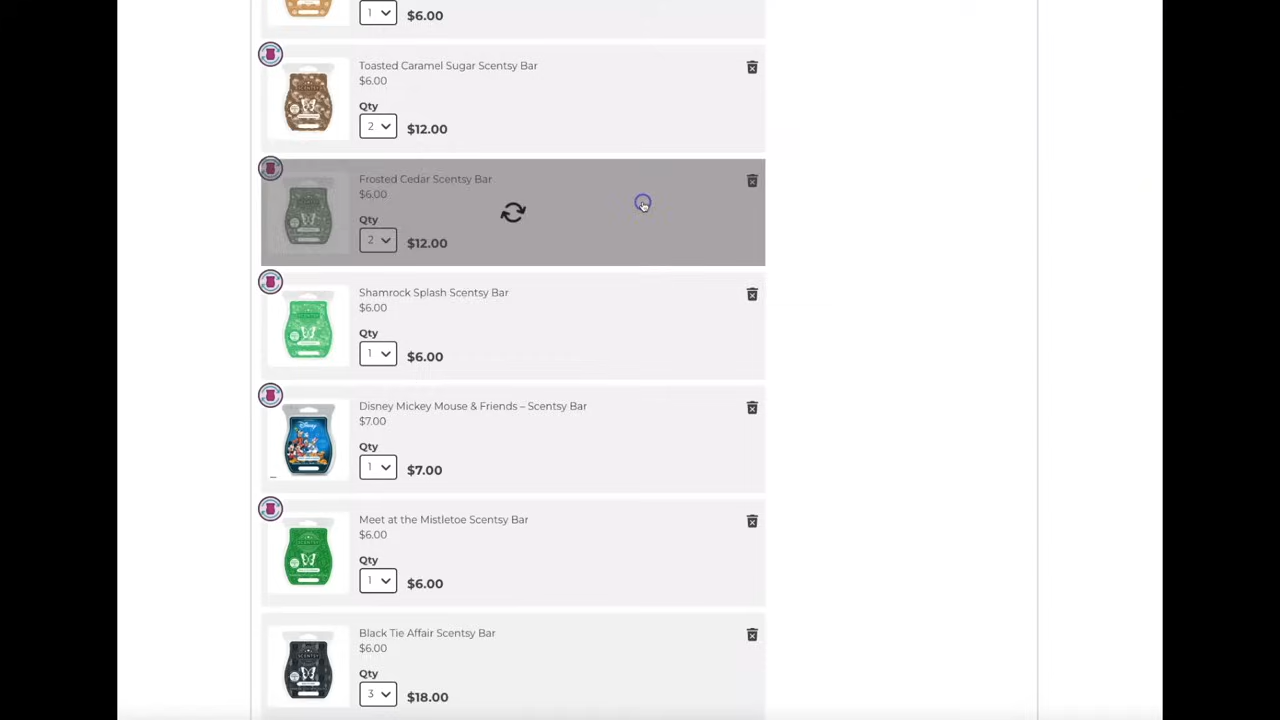 1
$6.00
Toasted Caramel Sugar Scentsy Bar
$6.00
Qty
2
$12.00
Frosted Cedar Scentsy Bar
$6.00
Qty
2
$12.00
Shamrock Splash Scentsy Bar
$6.00
Qty
1
$6.00
Disney Mickey Mouse & Friends – Scentsy Bar
$7.00
Qty
1
$7.00
Meet at the Mistletoe Scentsy Bar
$6.00
Qty
1
$6.00
Black Tie Affair Scentsy Bar
$6.00
Qty
3
$18.00